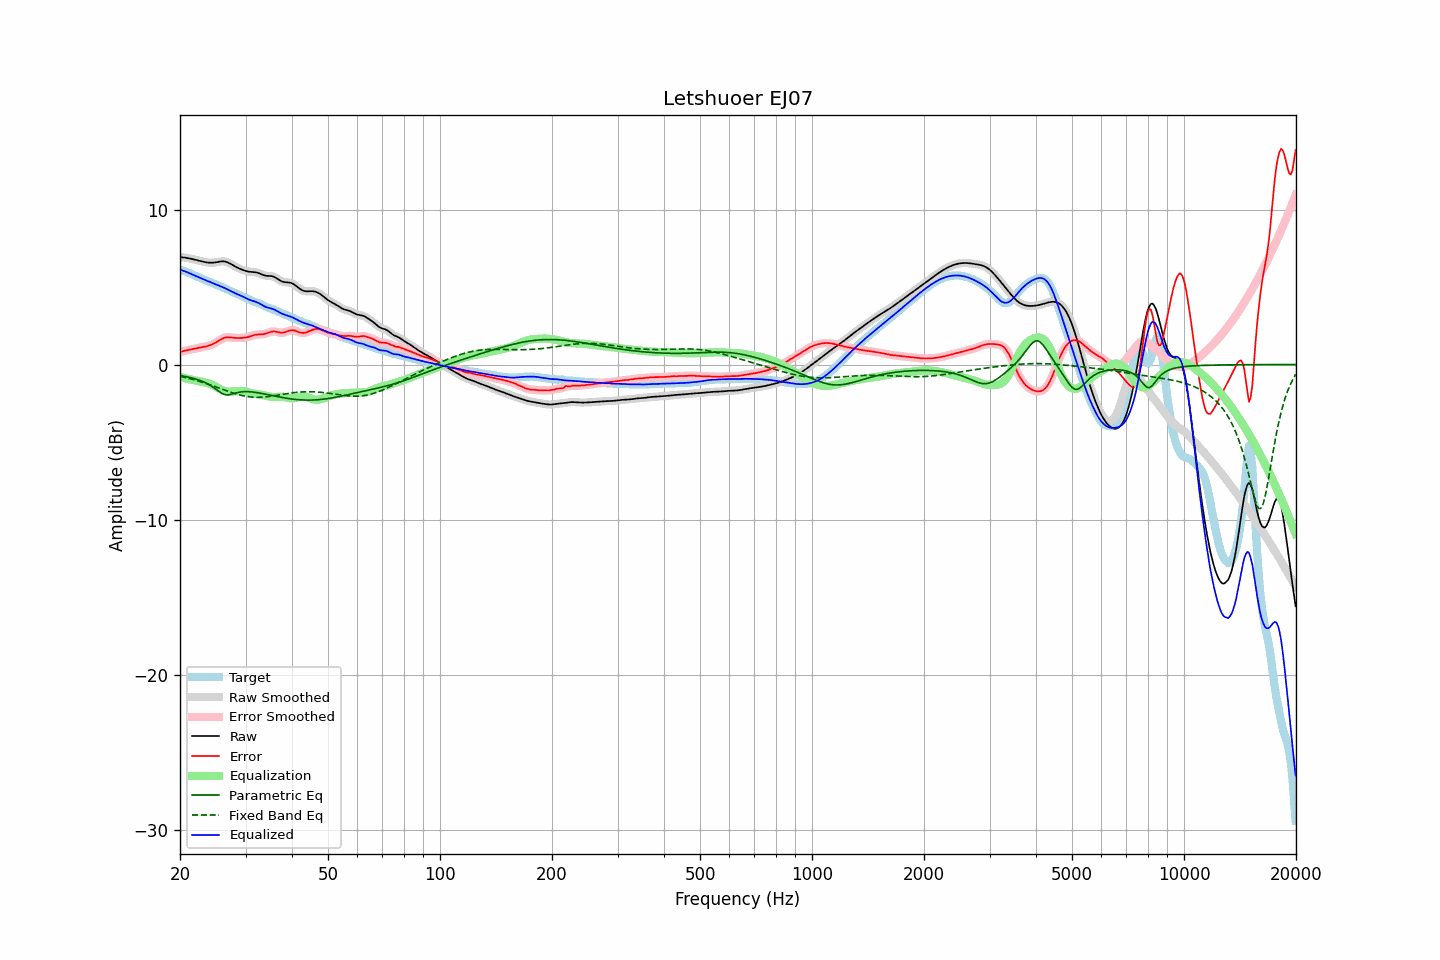 Letshuoer EJ07
10
0
−10
−20
−30
Amplitude (dBr)
Target
Raw Smoothed
Error Smoothed
Raw
Error
Equalization
Parametric Eq
Fixed Band Eq
Equalized
20 50 100 200 500 1000 2000 5000 10000 20000
Frequency (Hz)